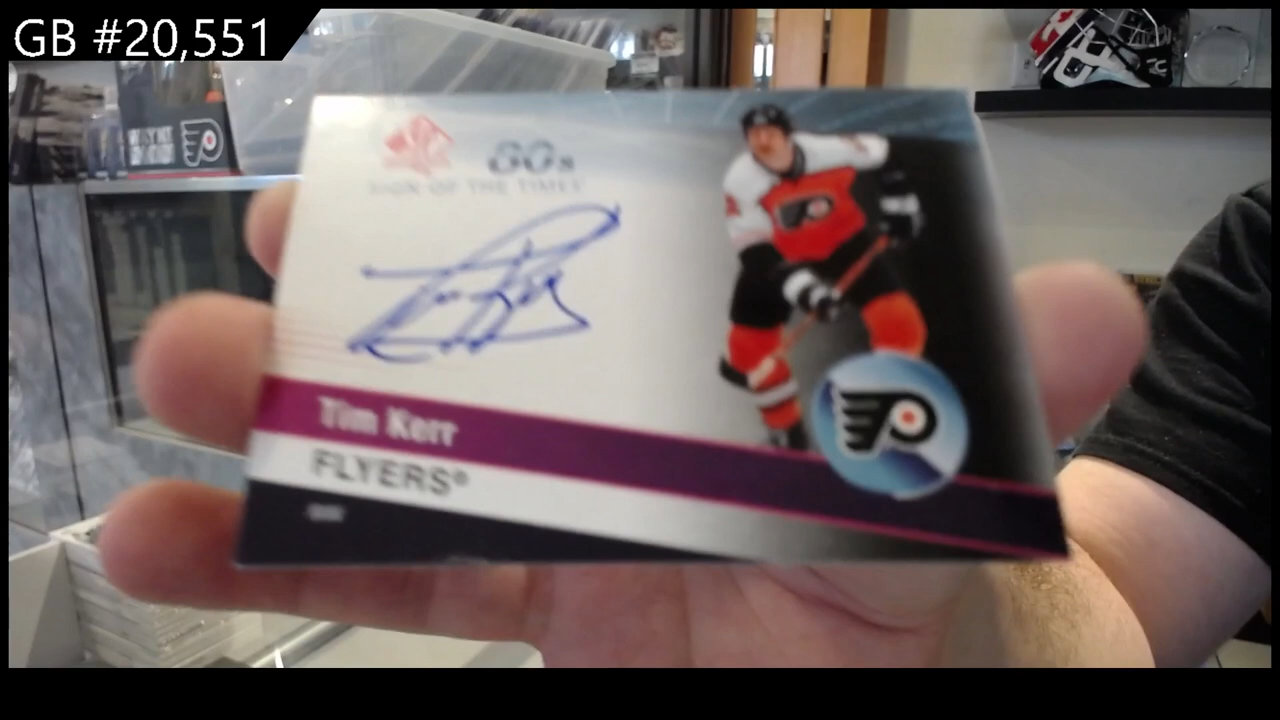 GB #20,551
80s
SIGN OF THE TIMES
Tim Kerr
FLYERS®